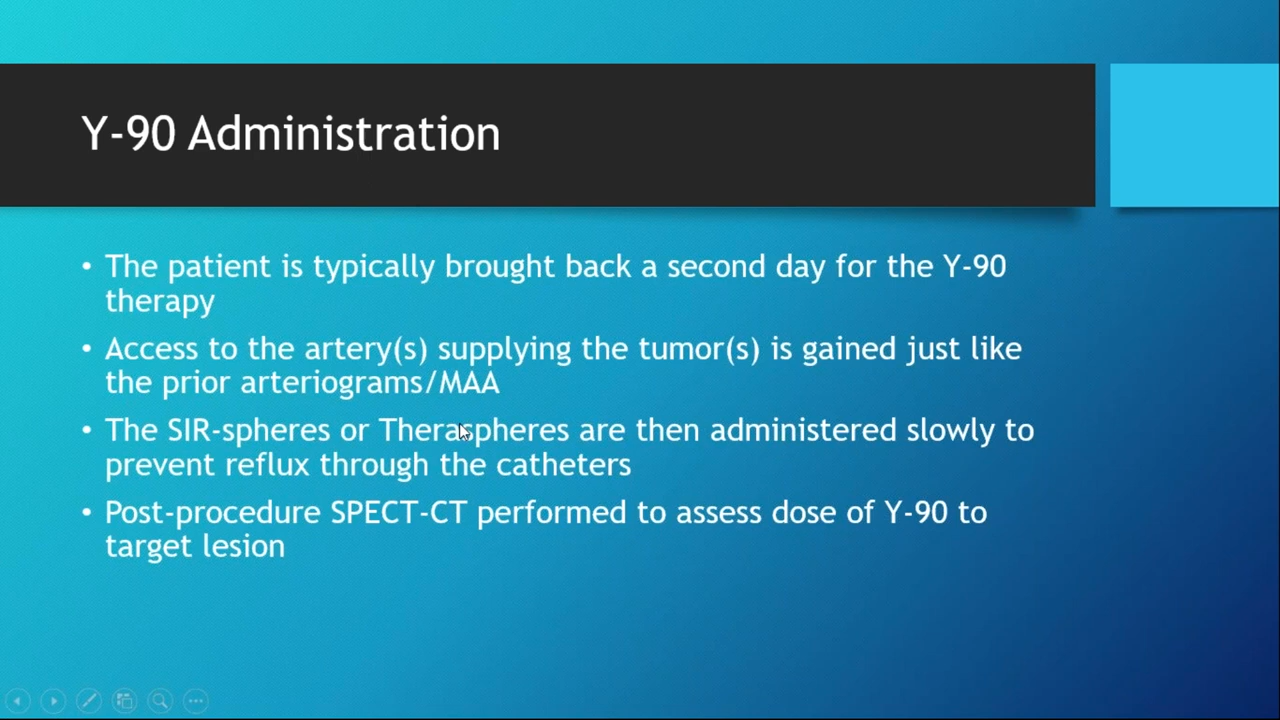 Y-90 Administration
• The patient is typically brought back a second day for the Y-90
therapy
• Access to the artery(s) supplying the tumor(s) is gained just like
the prior arteriograms/MAA
• The SIR-spheres or Theraspheres are then administered slowly to
prevent reflux through the catheters
• Post-procedure SPECT-CT performed to assess dose of Y-90 to
target lesion